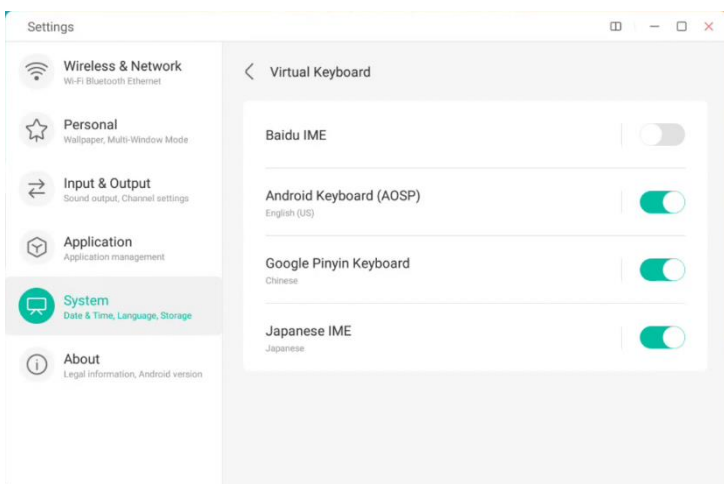 Settings
Wireless & Network
Wi-Fi Bluetooth Ethernet
Personal
Wallpaper, Multi-Window Mode
Input & Output
Sound output, Channel settings
Application
Application management
System
Date & Time, Language, Storage
About
Legal information, Android version
Virtual Keyboard
Baidu IME
Android Keyboard (AOSP)
English (US)
Google Pinyin Keyboard
Chinese
Japanese IME
Japanese